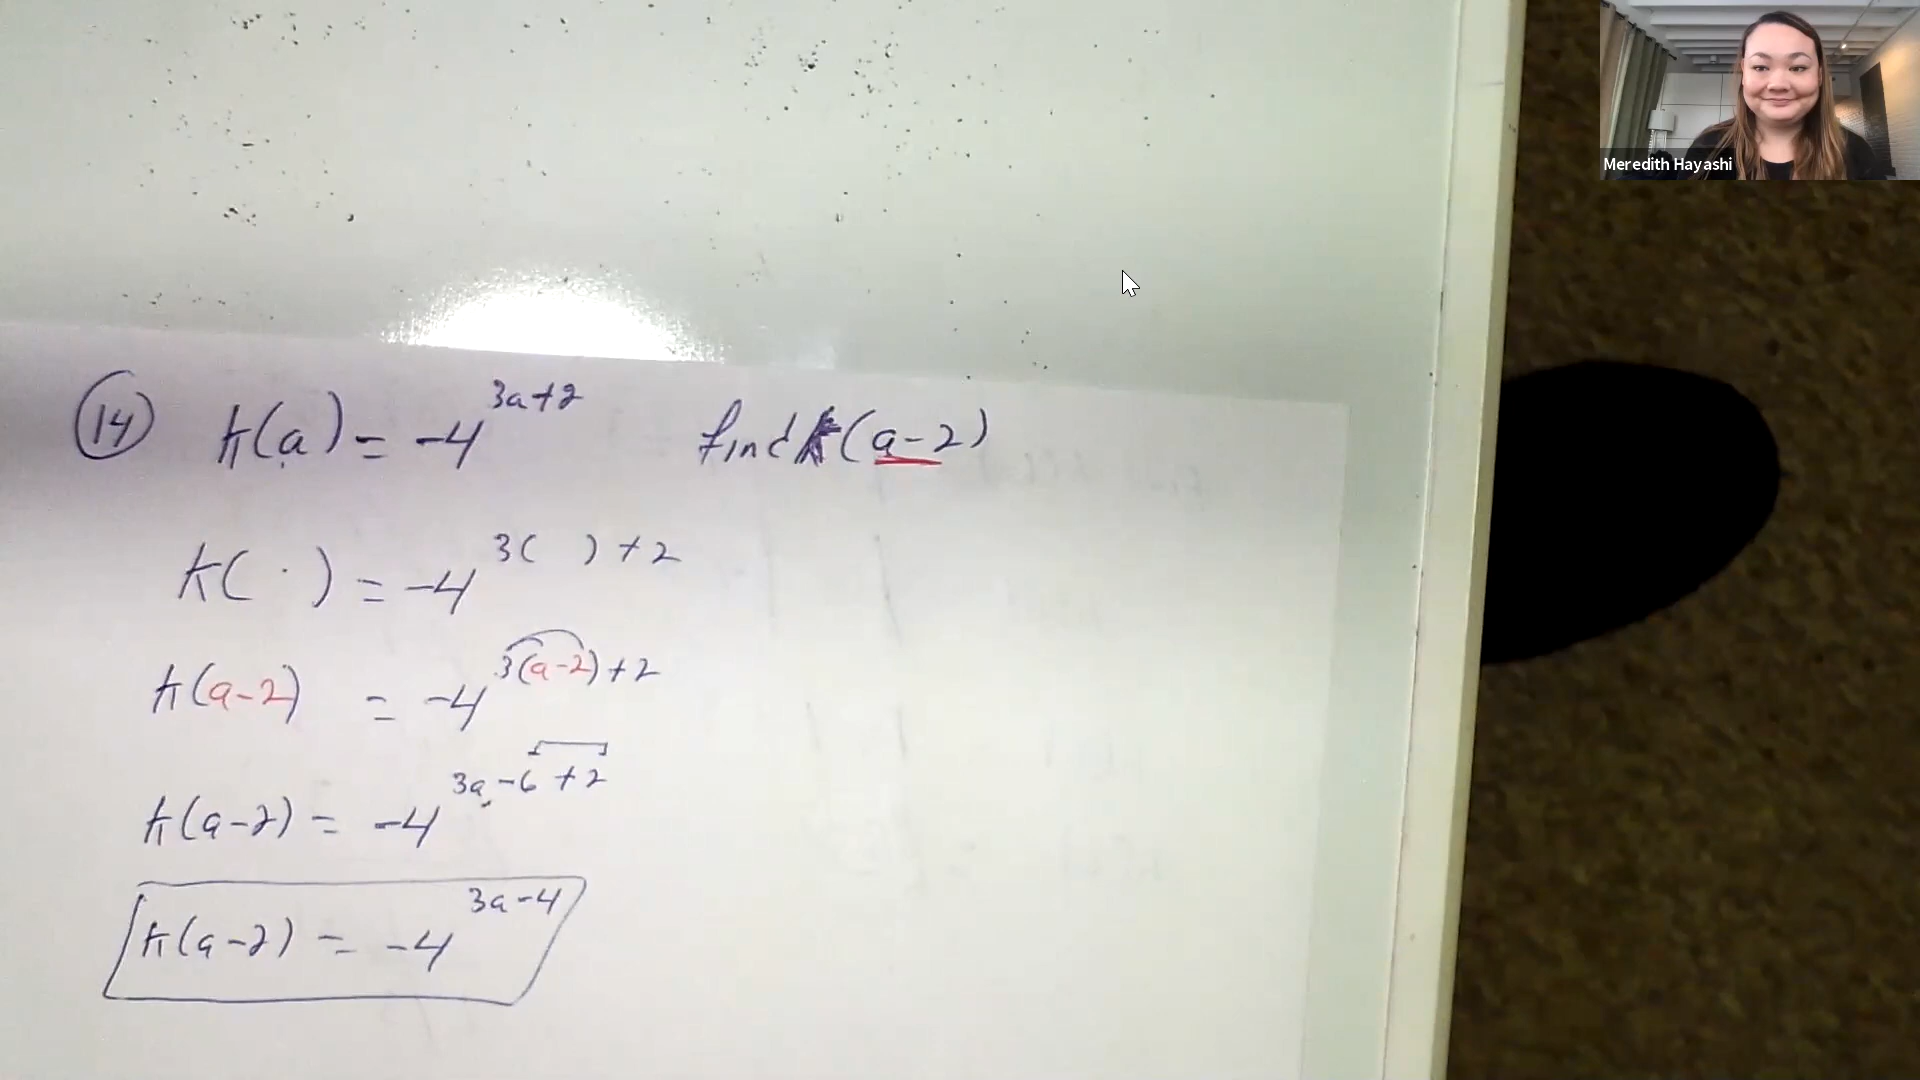 Meredith Hayashi
14 k(a) = -4^3a+2 find k(a-2)
k( · ) = -4^3( )+2
k(a-2) = -4^3(a-2)+2
k(a-2) = -4^3a-6+2
k(a-2) = -4^3a-4